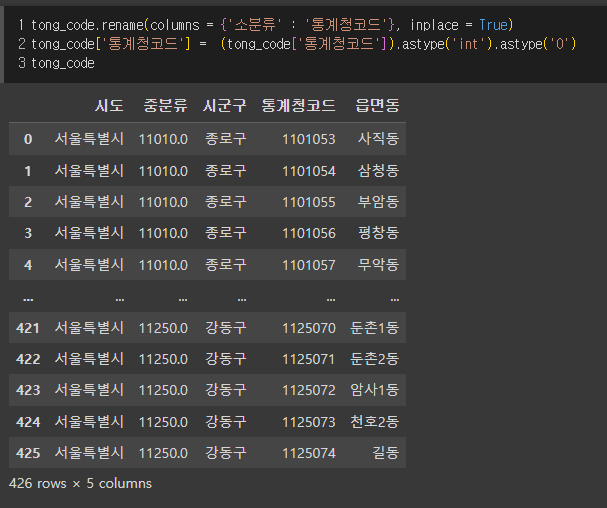 1 tong_code.rename(columns = {'소분류' : '통계청코드'}, inplace = True)
2 tong_code['통계청코드'] =  (tong_code['통계청코드']).astype('int').astype('O')
3 tong_code
시도 중분류 시군구 통계청코드 읍면동
0 서울특별시 11010.0 종로구 1101053 사직동
1 서울특별시 11010.0 종로구 1101054 삼청동
2 서울특별시 11010.0 종로구 1101055 부암동
3 서울특별시 11010.0 종로구 1101056 평창동
4 서울특별시 11010.0 종로구 1101057 무악동
... ... ... ... ... ...
421 서울특별시 11250.0 강동구 1125070 둔촌1동
422 서울특별시 11250.0 강동구 1125071 둔촌2동
423 서울특별시 11250.0 강동구 1125072 암사1동
424 서울특별시 11250.0 강동구 1125073 천호2동
425 서울특별시 11250.0 강동구 1125074 길동
426 rows × 5 columns